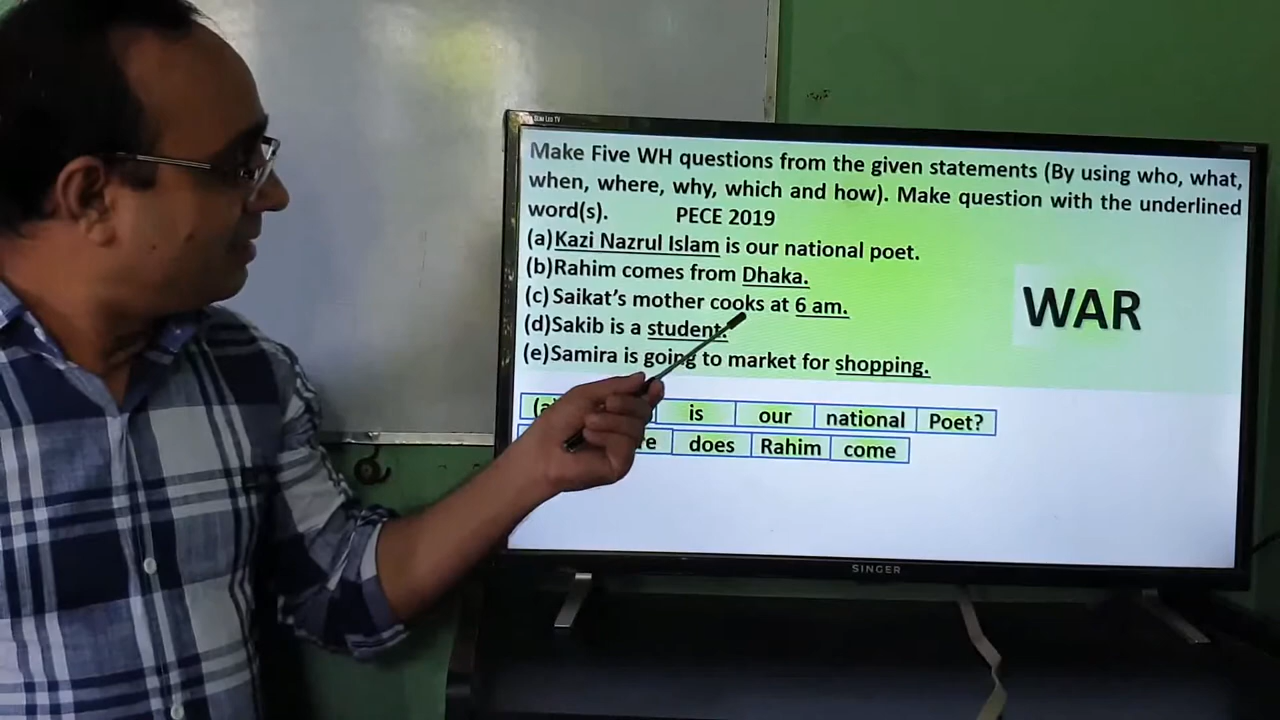 Make Five WH questions from the given statements (By using who, what,
when, where, why, which and how). Make question with the underlined
word(s). PECE 2019
(a)Kazi Nazrul Islam is our national poet.
(b)Rahim comes from Dhaka.
(c) Saikat's mother cooks at 6 am.
(d)Sakib is a student.
(e)Samira is going to market for shopping.
WAR
is our national Poet?
does Rahim come
SINGER